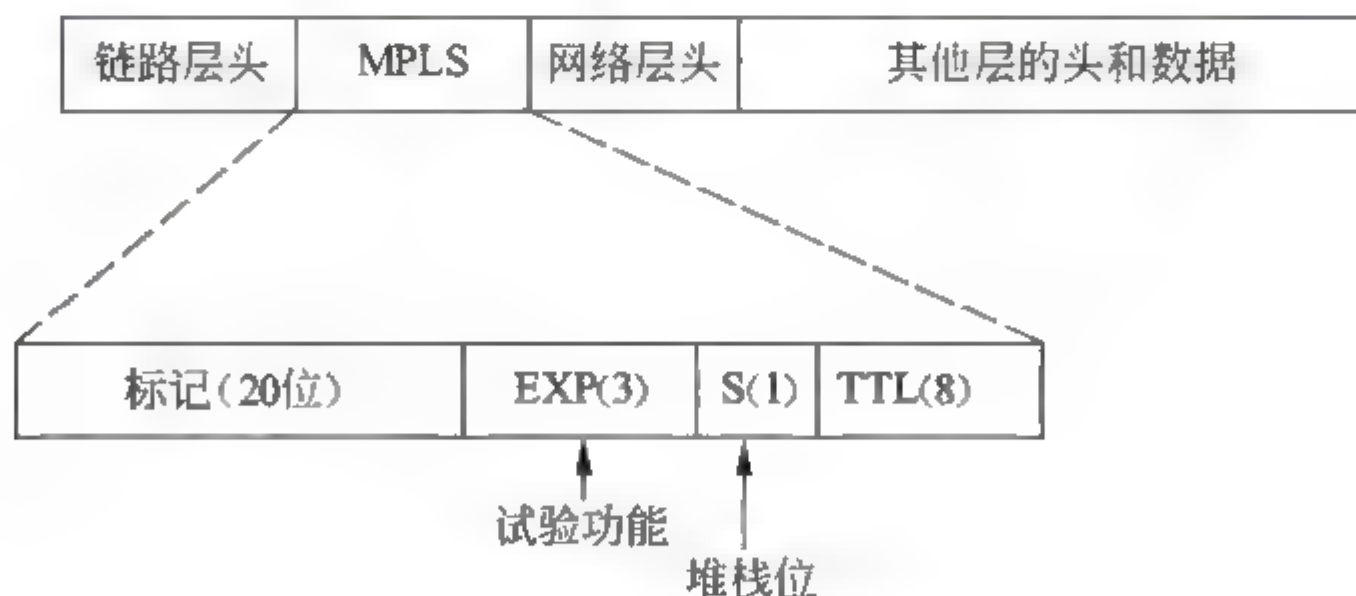 链路层头 MPLS 网络层头 其他层的头和数据
标记(20位) EXP(3) S(1) TTL(8)
试验功能
堆栈位